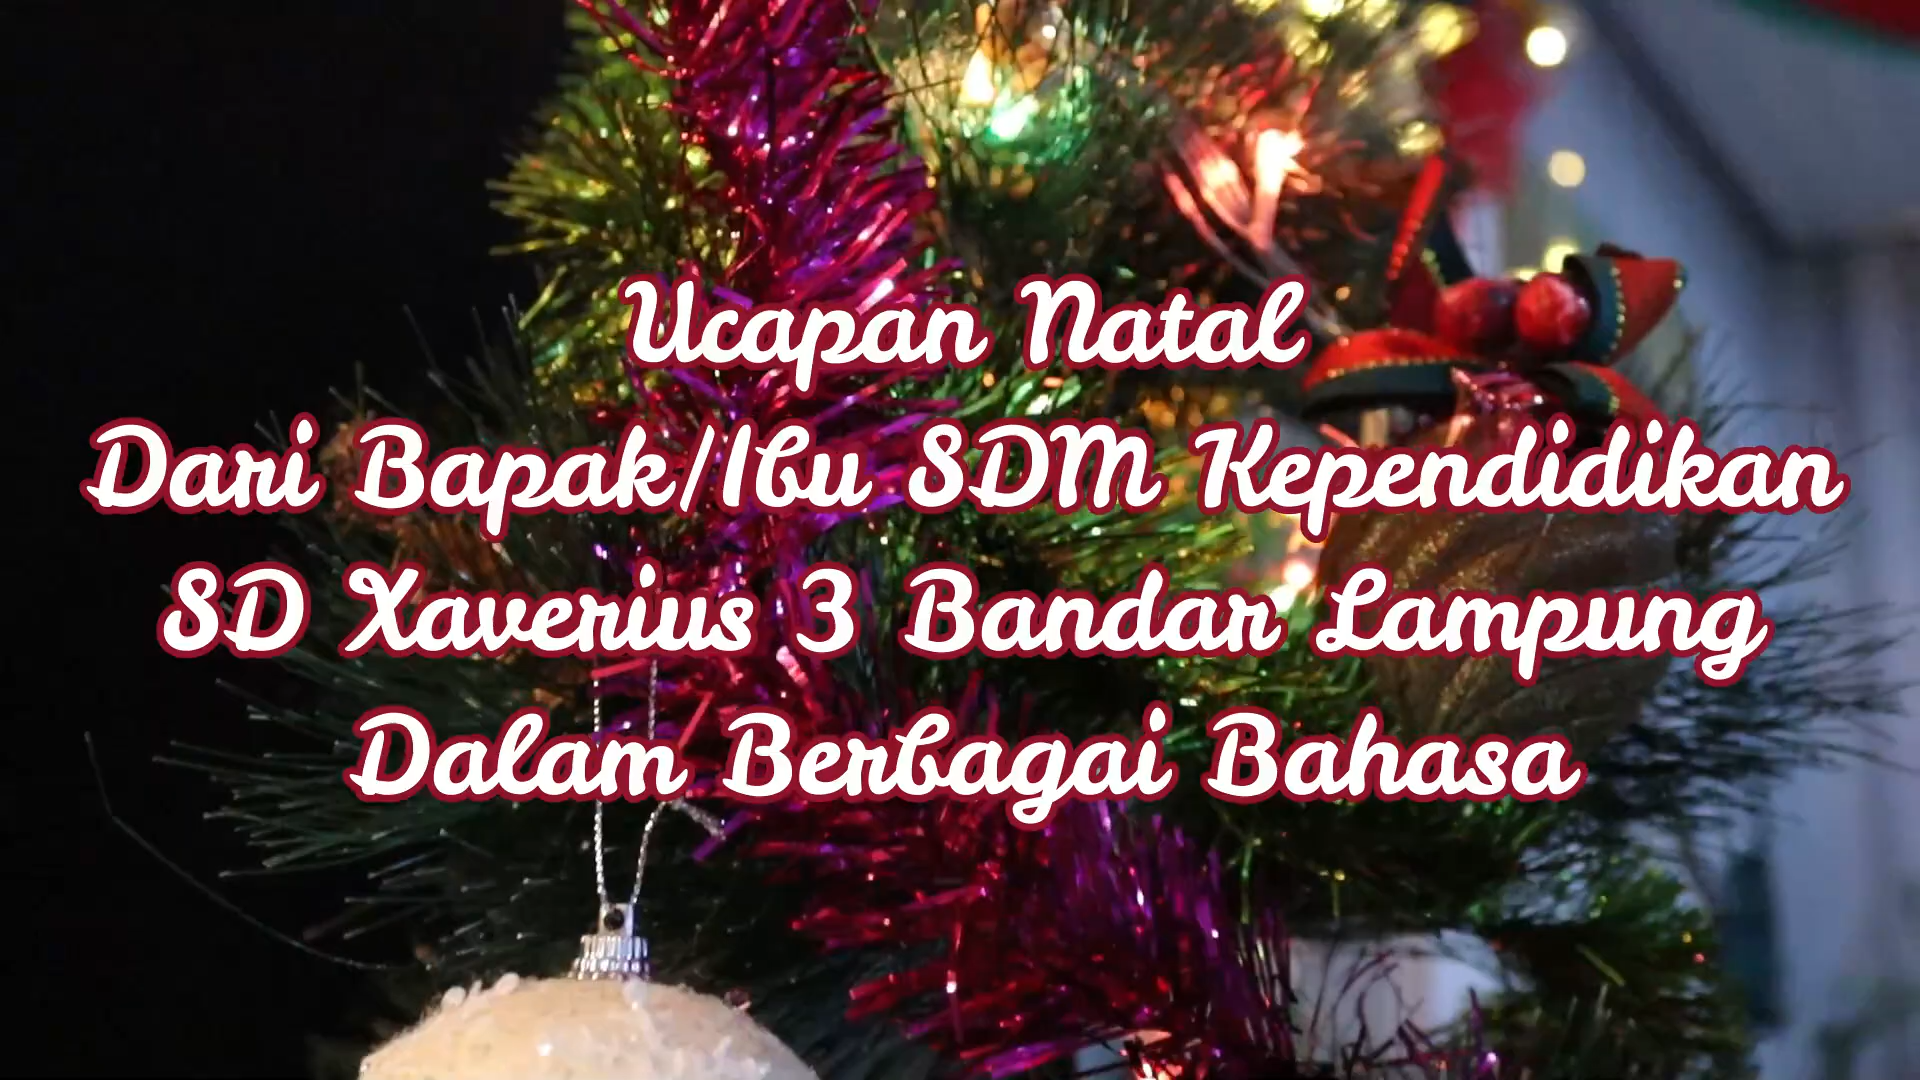 Ucapan Natal
Dari Bapak/Ibu SDM Kependidikan
SD Xaverius 3 Bandar Lampung
Dalam Berbagai Bahasa